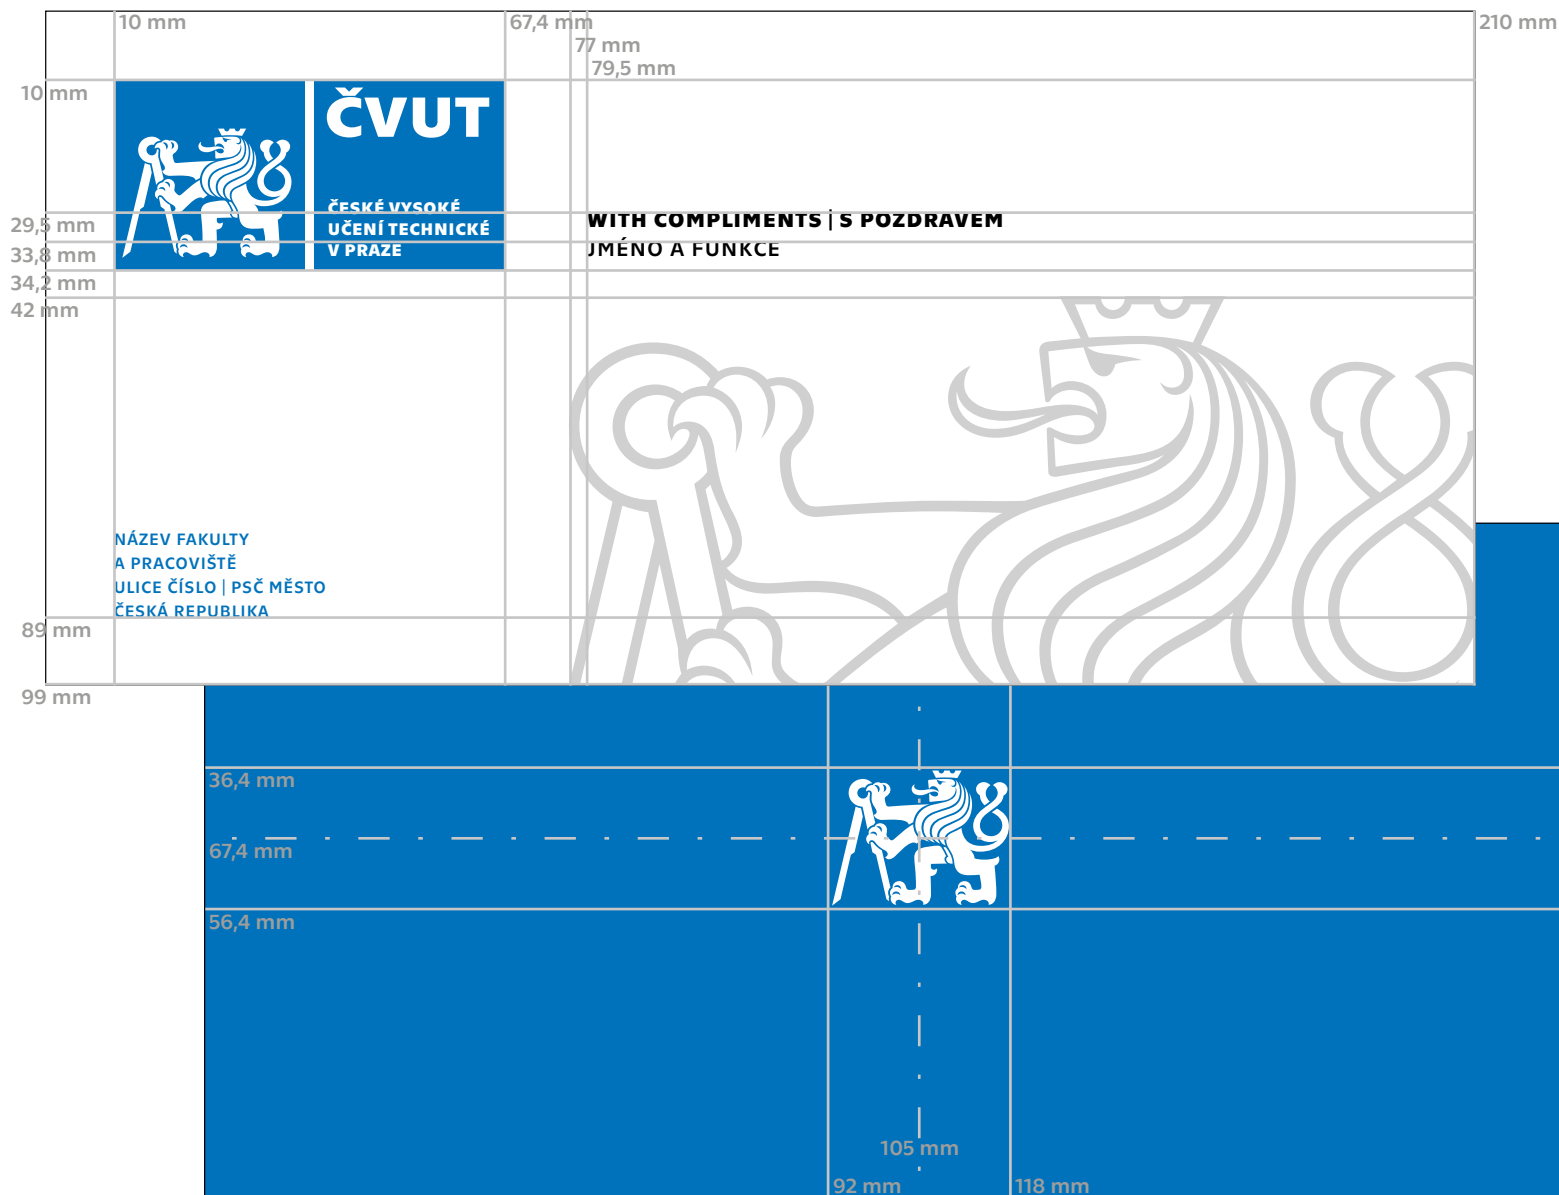 10 mm
67,4 mm
77 mm
79,5 mm
210 mm
10 mm
ČVUT
ČESKÉ VYSOKÉ
UČENÍ TECHNICKÉ
V PRAZE
29,5 mm
33,8 mm
34,2 mm
42 mm
WITH COMPLIMENTS | S POZDRAVEM
JMÉNO A FUNKCE
NÁZEV FAKULTY
A PRACOVIŠTĚ
ULICE ČÍSLO | PSČ MĚSTO
ČESKÁ REPUBLIKA
89 mm
99 mm
36,4 mm
67,4 mm
56,4 mm
105 mm
92 mm
118 mm